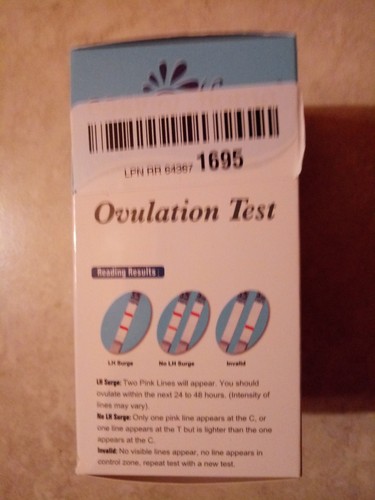 LPN RR 64367 1695
Ovulation Test
Reading Results
LH Surge No LH Surge Invalid
LH Surge: Two Pink Lines will appear. You should
ovulate within the next 24 to 48 hours. (Intensity of
lines may vary).
No LH Surge: Only one pink line appears at the C, or
one line appears at the T but is lighter than the one
appears at the C.
Invalid: No visible lines appear, no line appears in
control zone, repeat test with a new test.